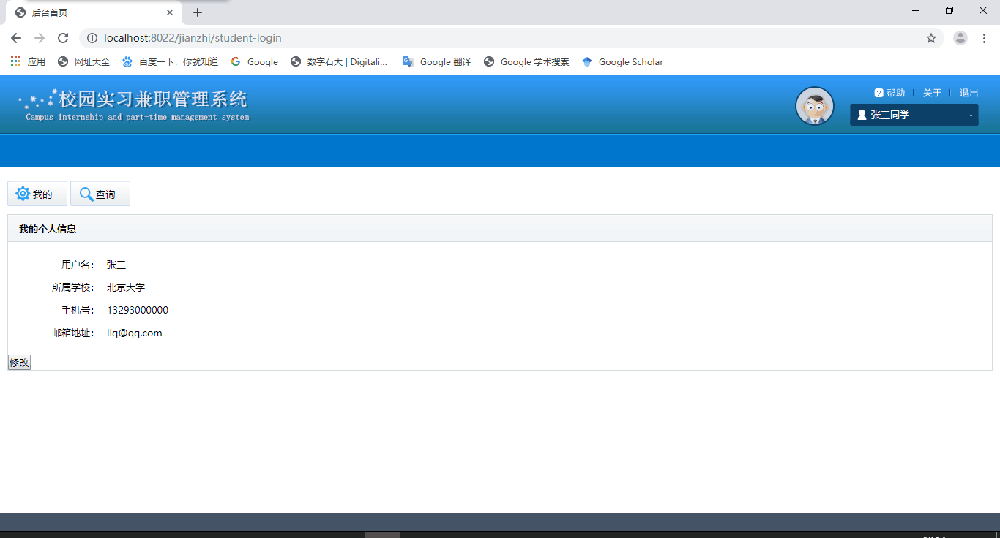 后台首页
localhost:8022/jianzhi/student-login
应用 网址大全 百度一下，你就知道 Google 数字石大 | Digitali... Google 翻译 Google 学术搜索 Google Scholar
校园实习兼职管理系统
Campus internship and part-time management system
帮助 关于 退出
张三同学
我的 查询
我的个人信息
用户名： 张三
所属学校： 北京大学
手机号： 13293000000
邮箱地址： llq@qq.com
修改